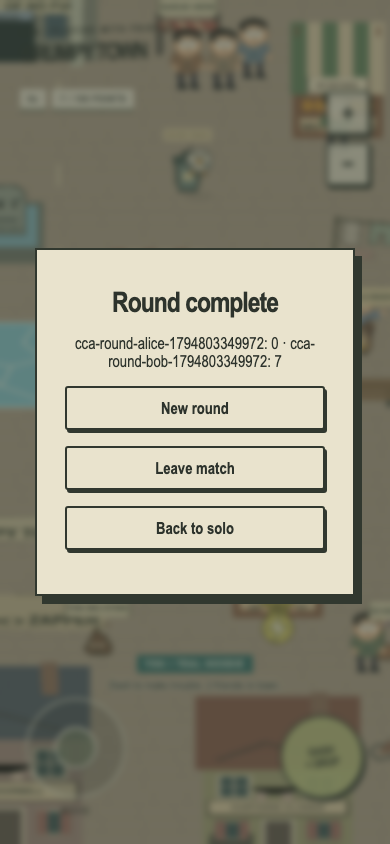 +
−
Round complete
cca-round-alice-1794803349972: 0 · cca-
round-bob-1794803349972: 7
New round
Leave match
Back to solo